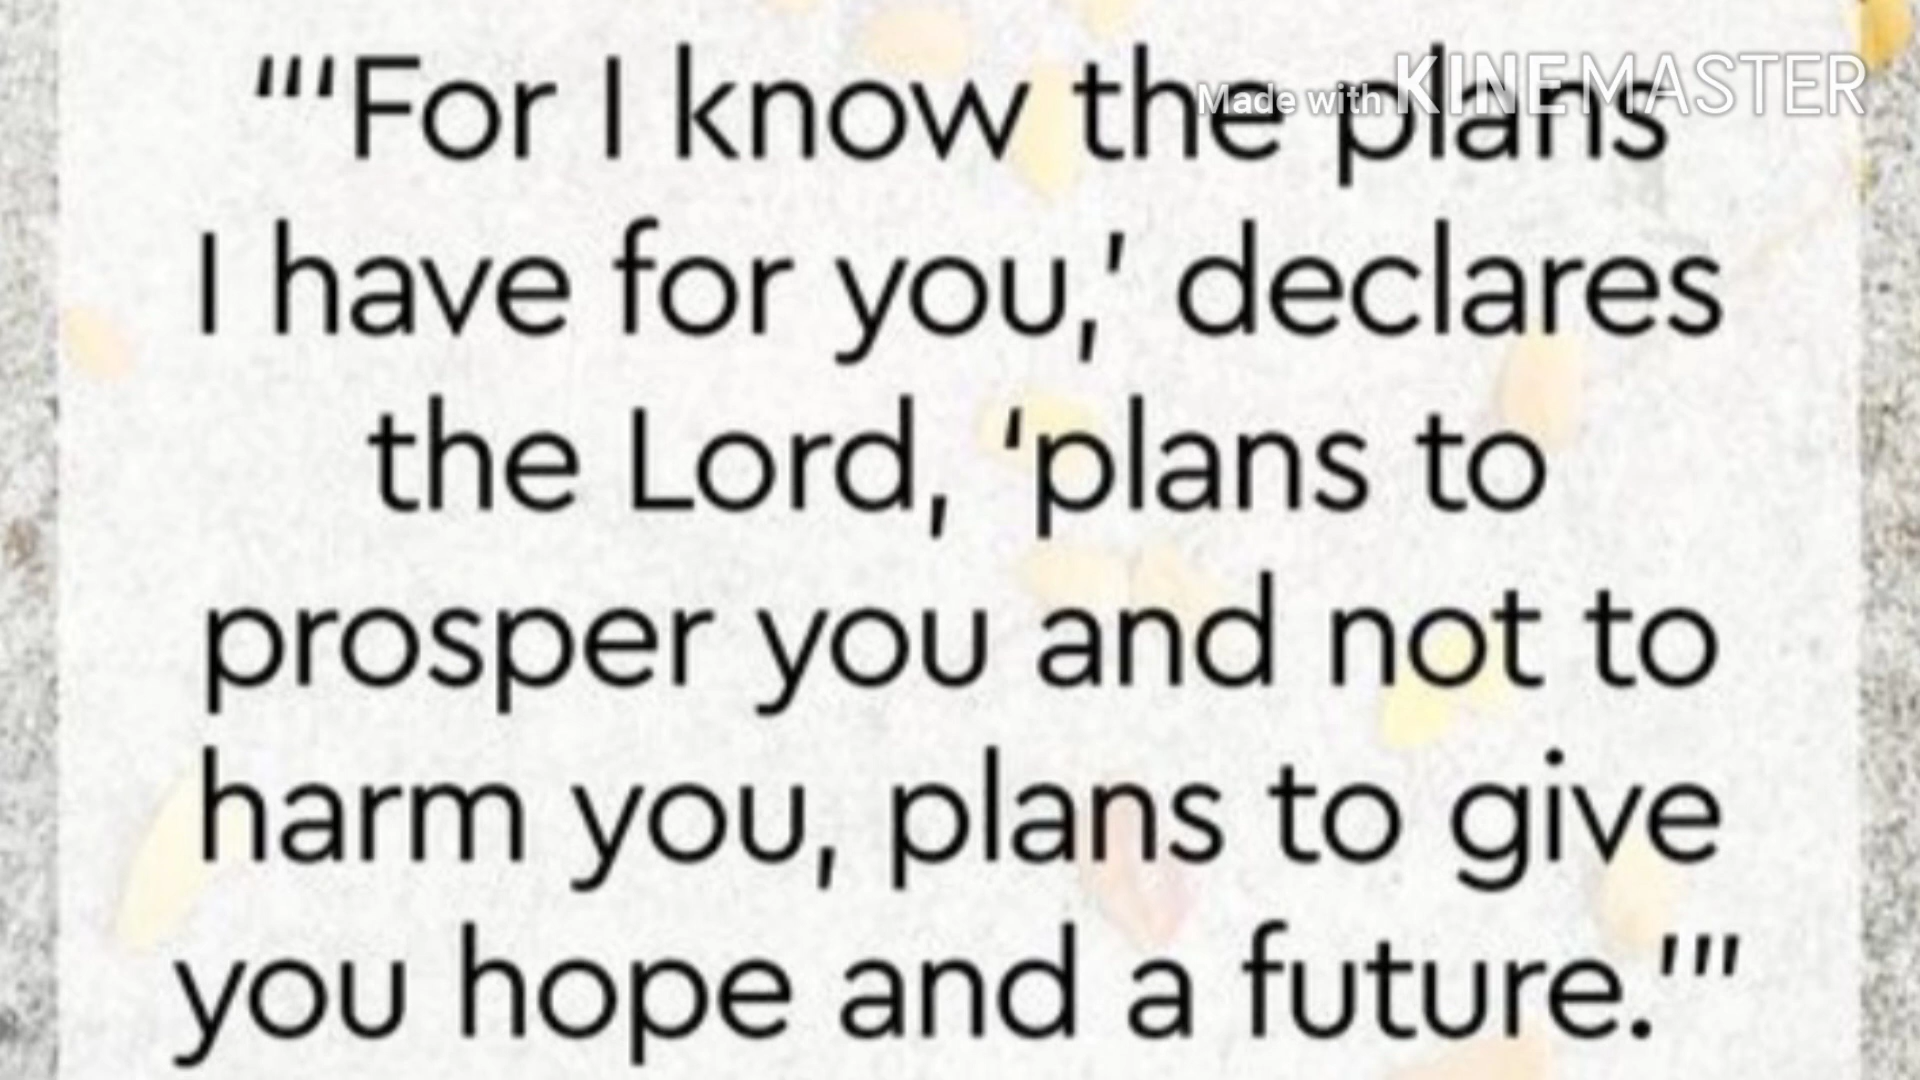 “‘For I know the plans
Made with KINEMASTER
I have for you,’ declares
the Lord, ‘plans to
prosper you and not to
harm you, plans to give
you hope and a future.’”